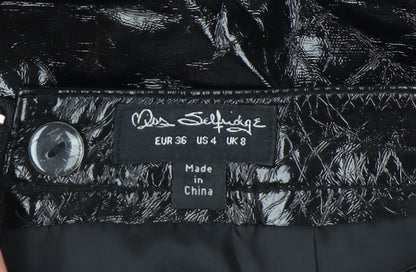 Miss Selfridge
EUR 36 US 4 UK 8
Made
in
China